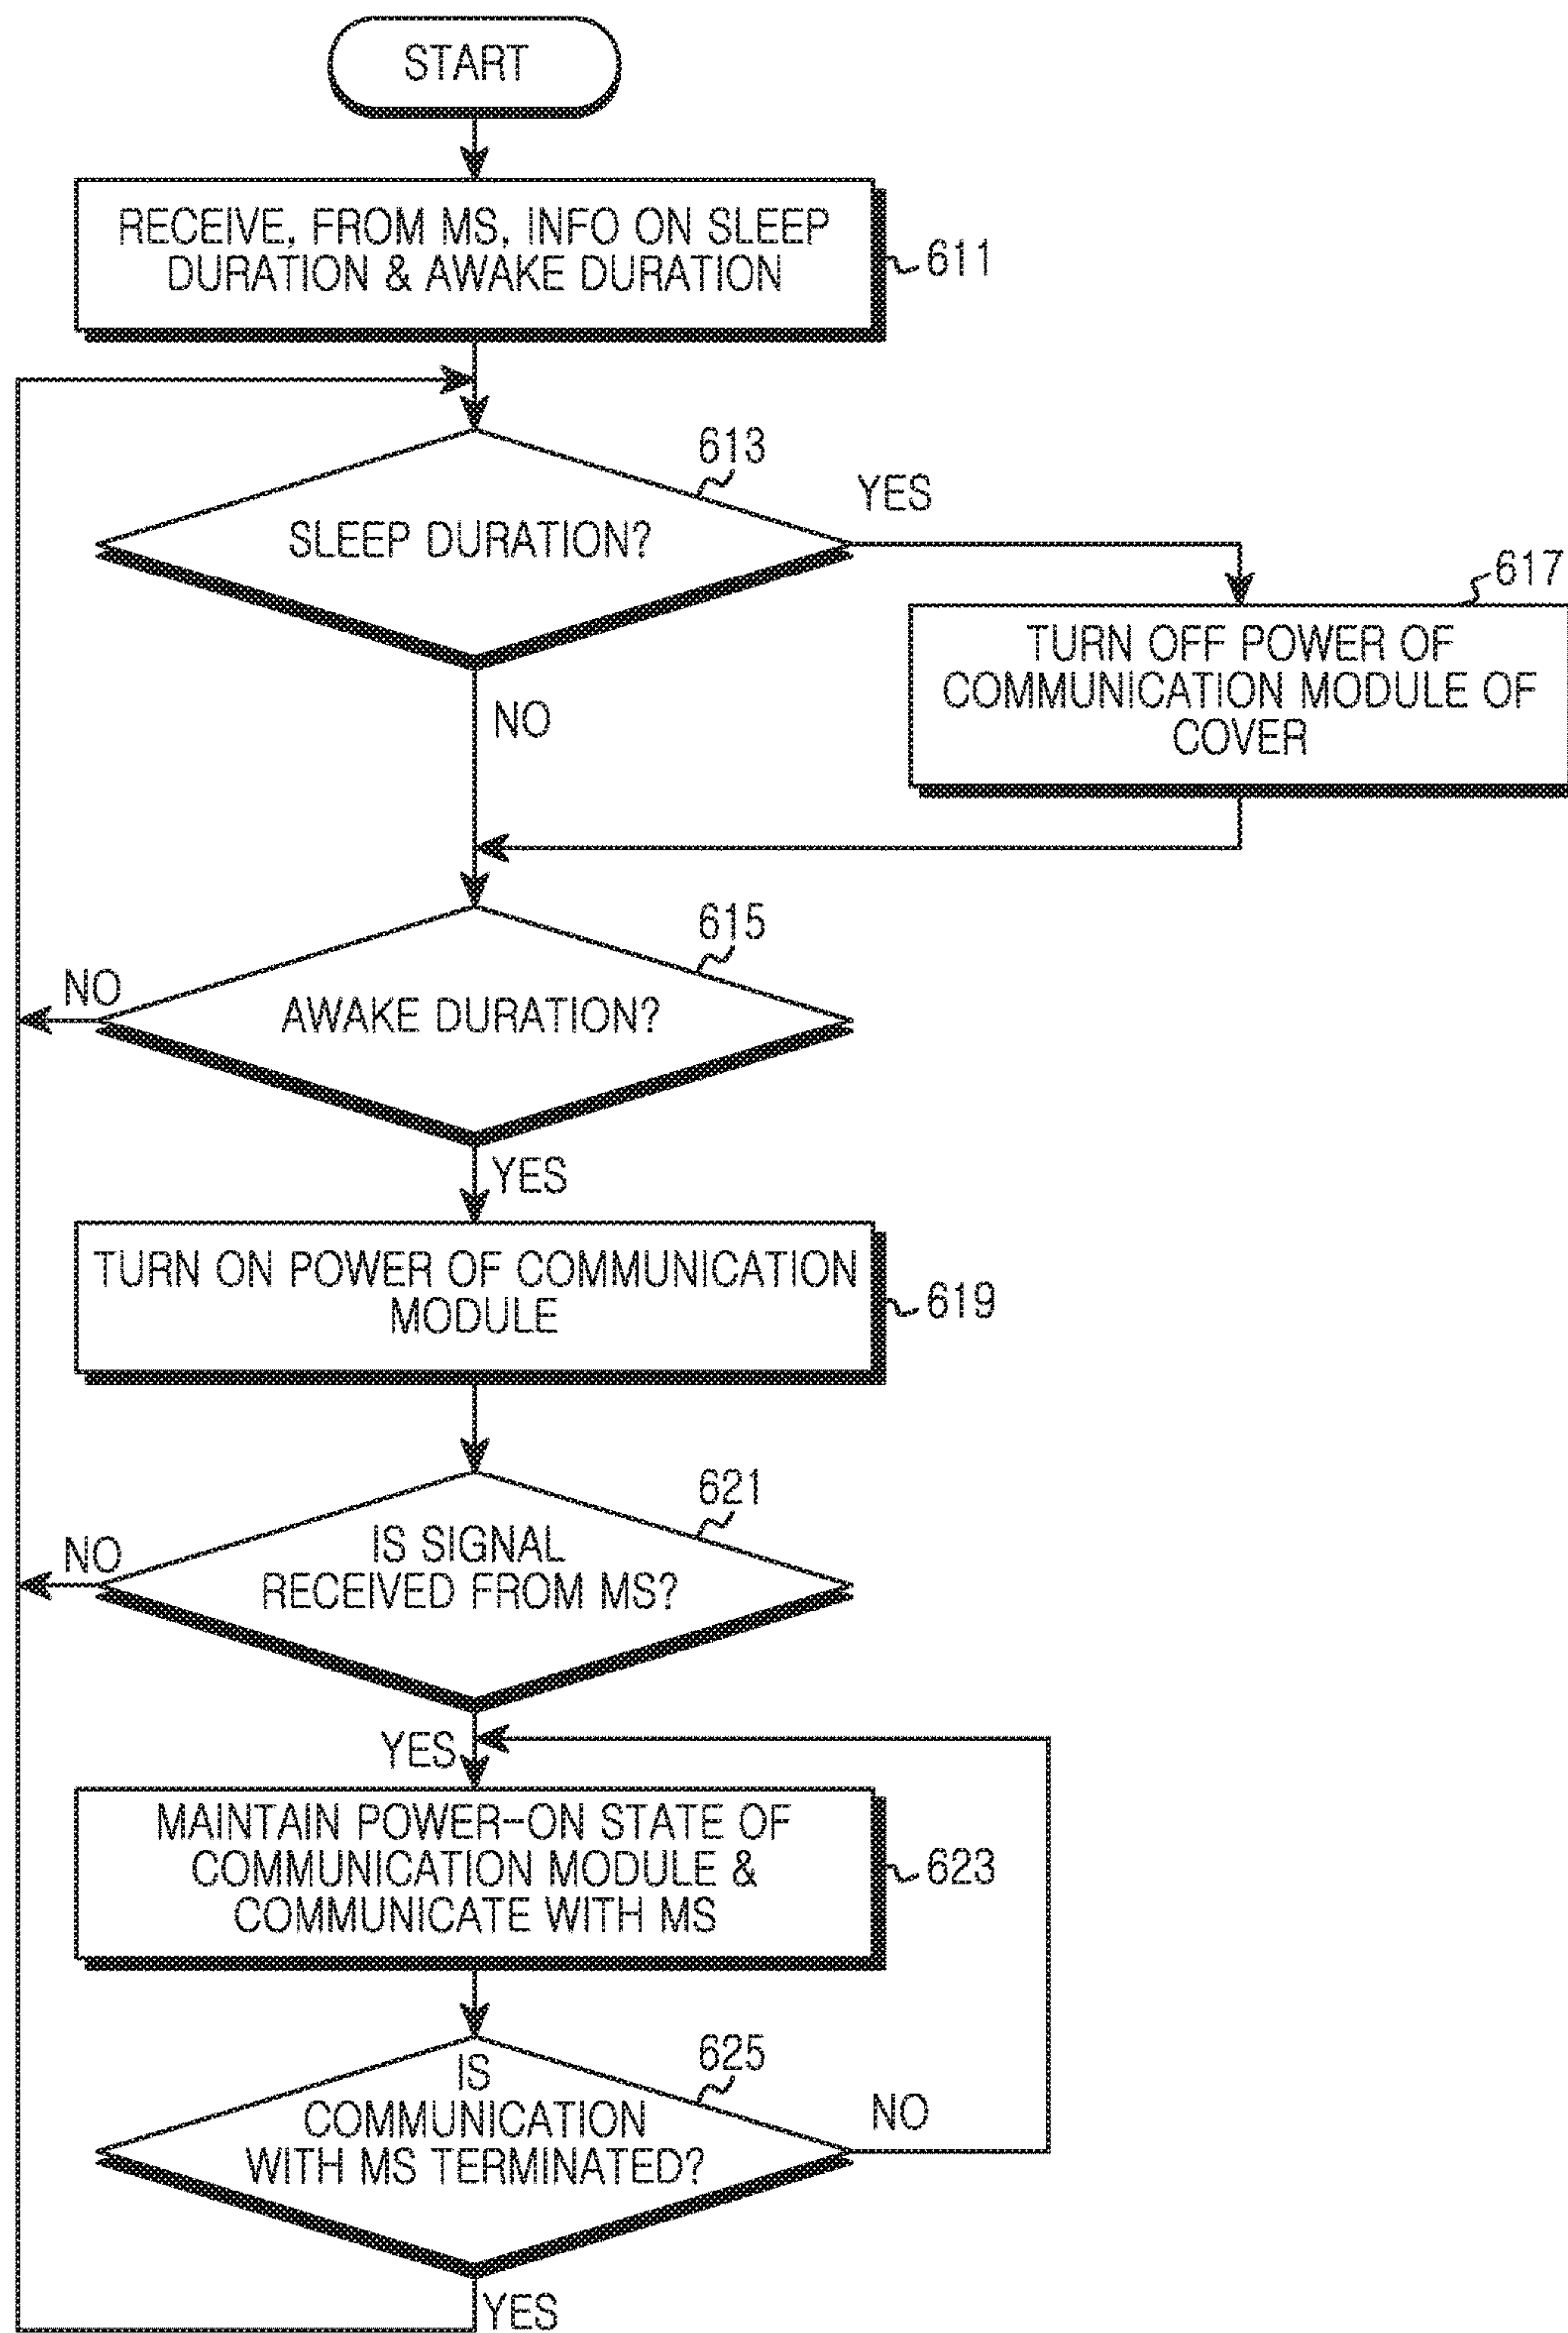 START
RECEIVE, FROM MS, INFO ON SLEEP
DURATION & AWAKE DURATION
611
613
SLEEP DURATION?
YES
617
TURN OFF POWER OF
COMMUNICATION MODULE OF
COVER
NO
615
AWAKE DURATION?
NO
YES
TURN ON POWER OF COMMUNICATION
MODULE
619
621
IS SIGNAL
RECEIVED FROM MS?
NO
YES
MAINTAIN POWER-ON STATE OF
COMMUNICATION MODULE &
COMMUNICATE WITH MS
623
625
IS
COMMUNICATION
WITH MS TERMINATED?
NO
YES